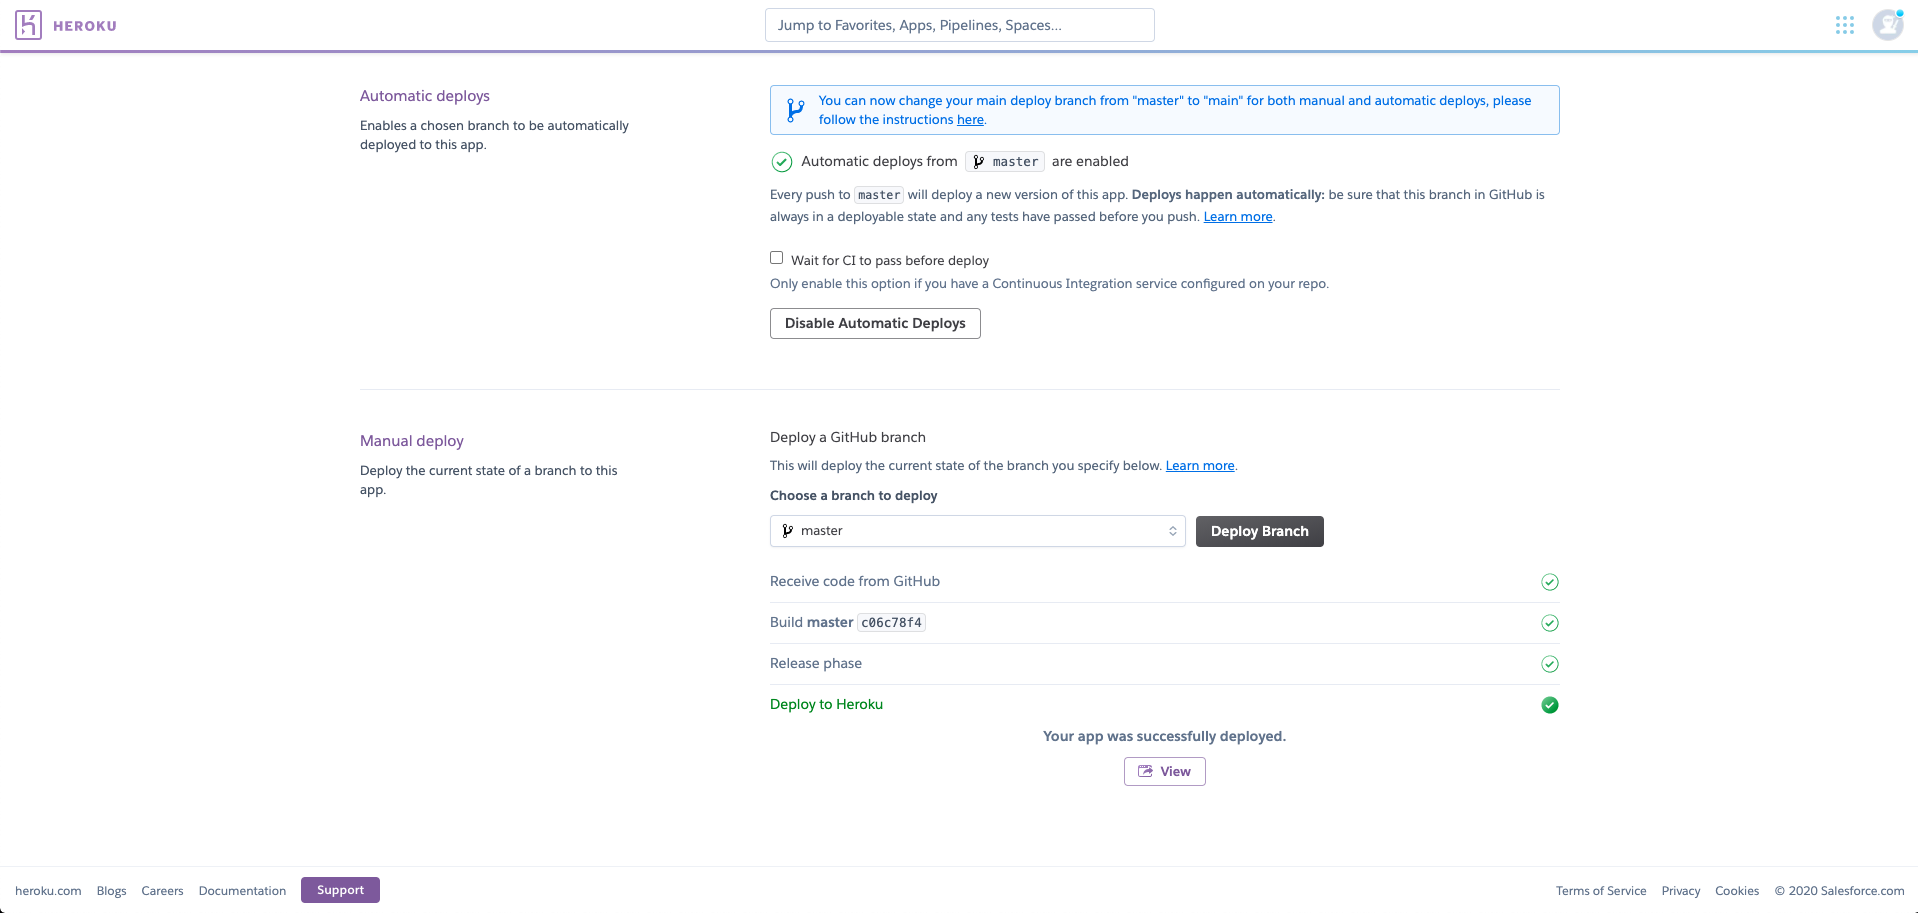 HEROKU
Jump to Favorites, Apps, Pipelines, Spaces...
Automatic deploys
Enables a chosen branch to be automatically
deployed to this app.
You can now change your main deploy branch from "master" to "main" for both manual and automatic deploys, please
follow the instructions here.
Automatic deploys from master are enabled
Every push to master will deploy a new version of this app. Deploys happen automatically: be sure that this branch in GitHub is
always in a deployable state and any tests have passed before you push. Learn more.
Wait for CI to pass before deploy
Only enable this option if you have a Continuous Integration service configured on your repo.
Disable Automatic Deploys
Manual deploy
Deploy the current state of a branch to this
app.
Deploy a GitHub branch
This will deploy the current state of the branch you specify below. Learn more.
Choose a branch to deploy
master
Deploy Branch
Receive code from GitHub
Build master c06c78f4
Release phase
Deploy to Heroku
Your app was successfully deployed.
View
heroku.com Blogs Careers Documentation Support
Terms of Service Privacy Cookies © 2020 Salesforce.com